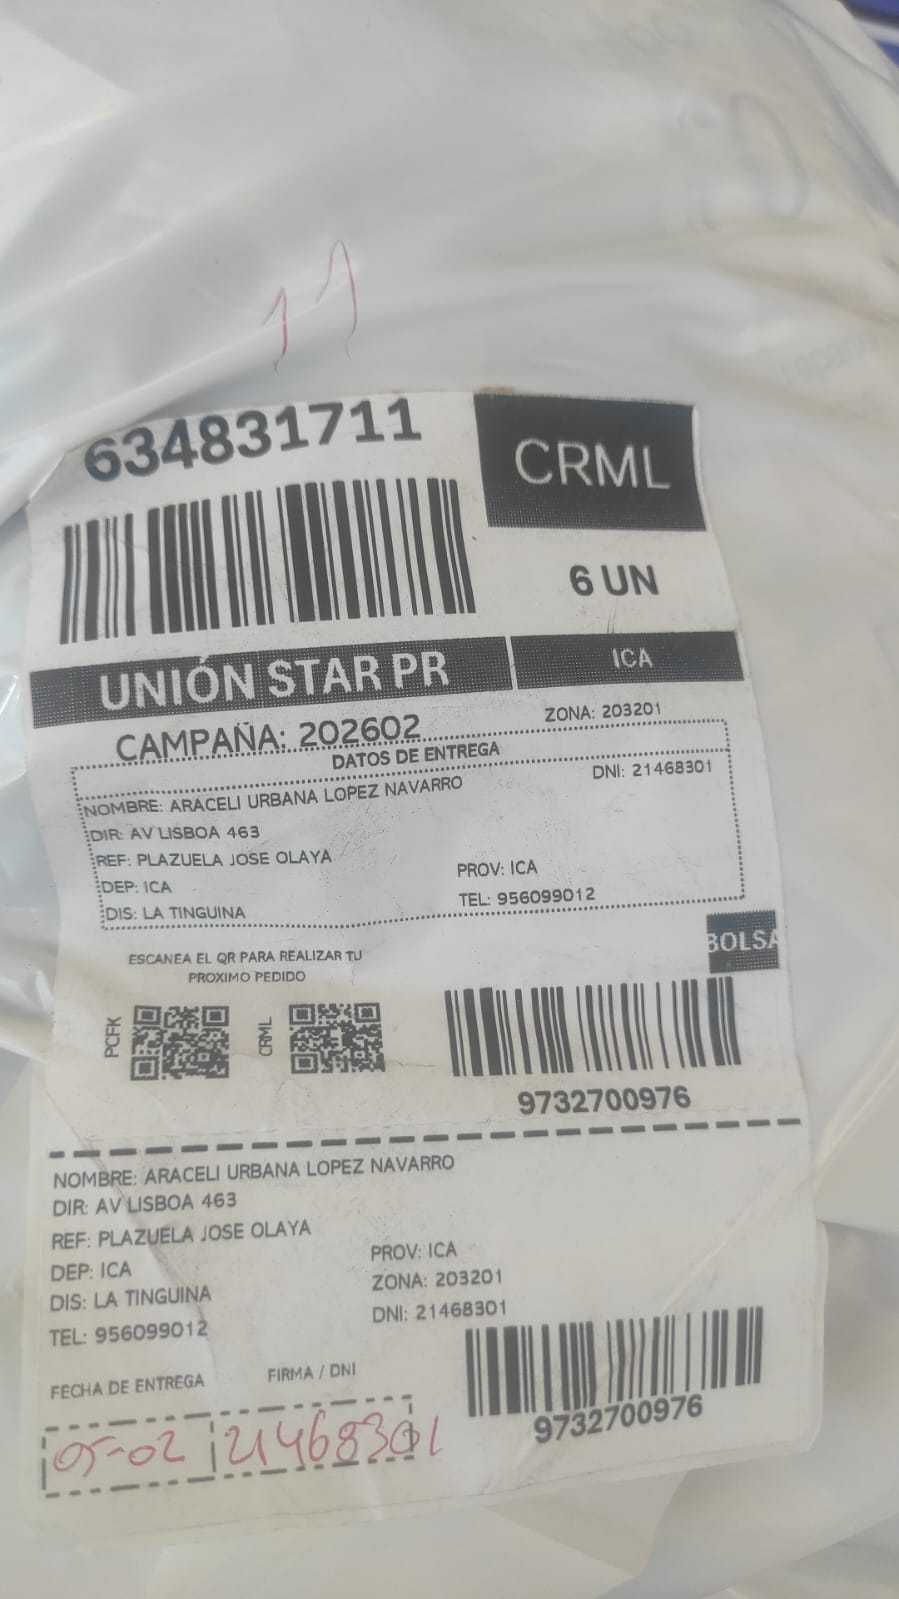 11
634831711
CRML
6 UN
UNIÓN STAR PR
ICA
CAMPAÑA: 202602
ZONA: 203201
DATOS DE ENTREGA
NOMBRE: ARACELI URBANA LOPEZ NAVARRO
DNI: 21468301
DIR: AV LISBOA 463
REF: PLAZUELA JOSE OLAYA
DEP: ICA
PROV: ICA
DIS: LA TINGUINA
TEL: 956099012
BOLSA
ESCANEA EL QR PARA REALIZAR TU
PROXIMO PEDIDO
PCFK
CRML
9732700976
NOMBRE: ARACELI URBANA LOPEZ NAVARRO
DIR: AV LISBOA 463
REF: PLAZUELA JOSE OLAYA
DEP: ICA
PROV: ICA
DIS: LA TINGUINA
ZONA: 203201
TEL: 956099012
DNI: 21468301
FECHA DE ENTREGA
FIRMA / DNI
9732700976
05-02
21468301